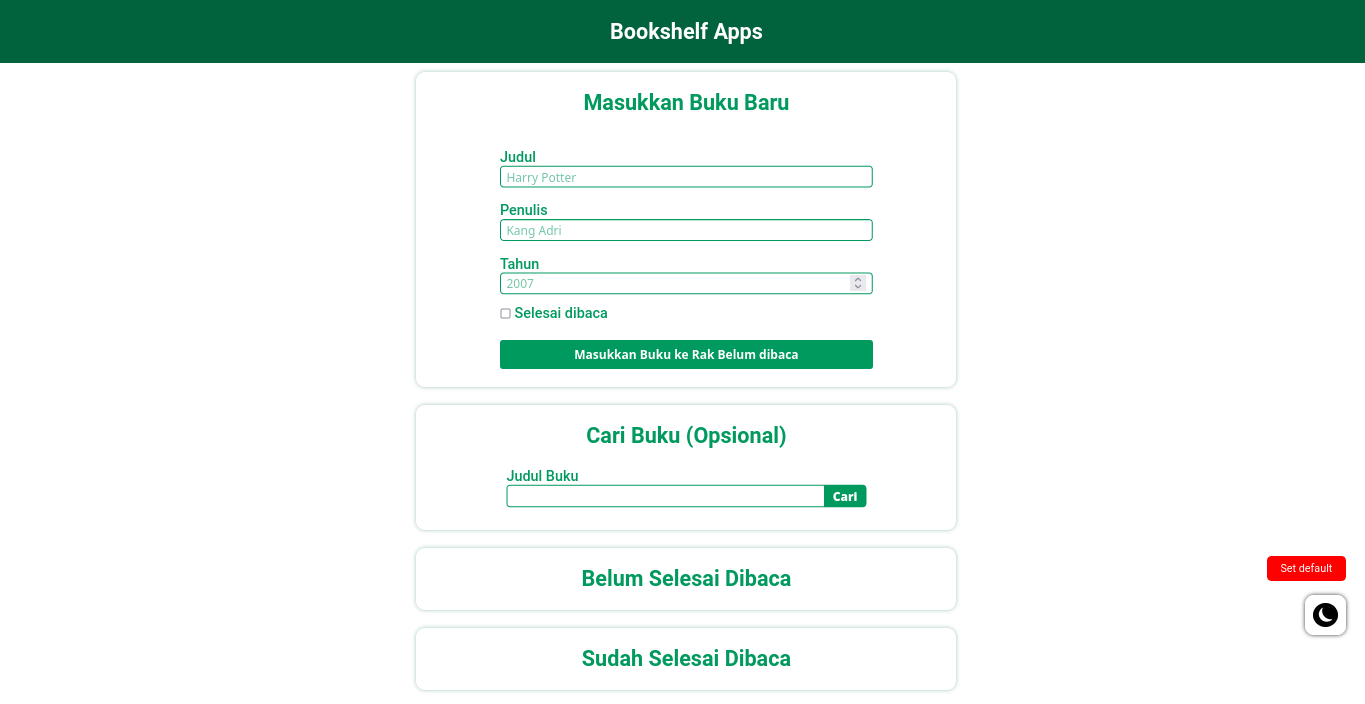 Bookshelf Apps
Masukkan Buku Baru
Judul
Harry Potter
Penulis
Kang Adri
Tahun
2007
Selesai dibaca
Masukkan Buku ke Rak Belum dibaca
Cari Buku (Opsional)
Judul Buku
Cari
Belum Selesai Dibaca
Set default
Sudah Selesai Dibaca